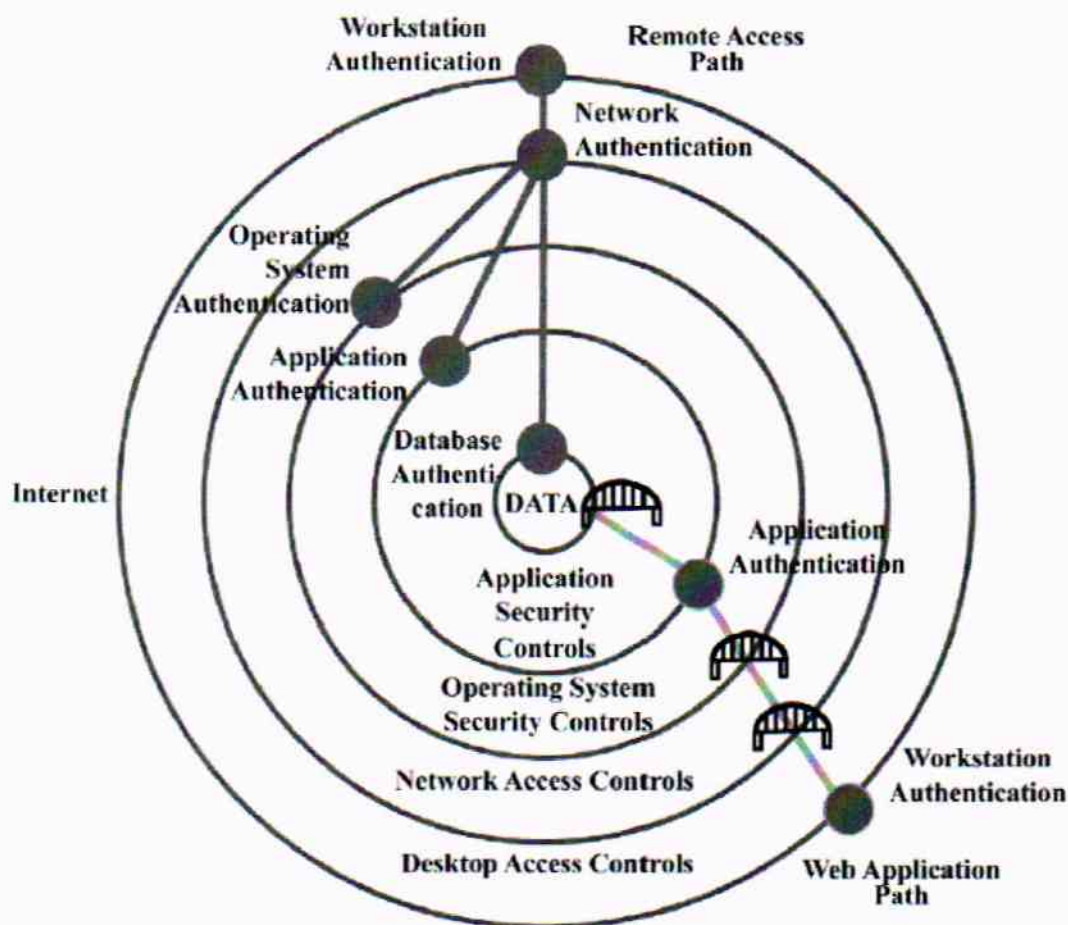 Workstation
Authentication
Remote Access
Path
Network
Authentication
Operating
System
Authentication
Application
Authentication
Database
Authenti-
cation
DATA
Internet
Application
Authentication
Application
Security
Controls
Operating System
Security Controls
Network Access Controls
Desktop Access Controls
Workstation
Authentication
Web Application
Path